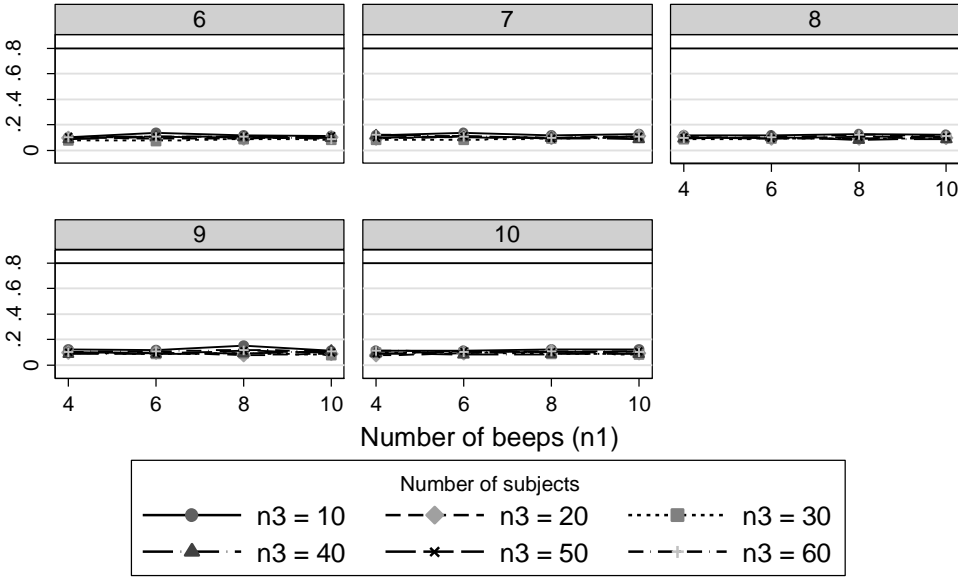 6 7 8
.8
.6
.4
.2
0
4 6 8 10
9 10
.8
.6
.4
.2
0
4 6 8 10 4 6 8 10
Number of beeps (n1)
Number of subjects
n3 = 10 n3 = 20 n3 = 30
n3 = 40 n3 = 50 n3 = 60